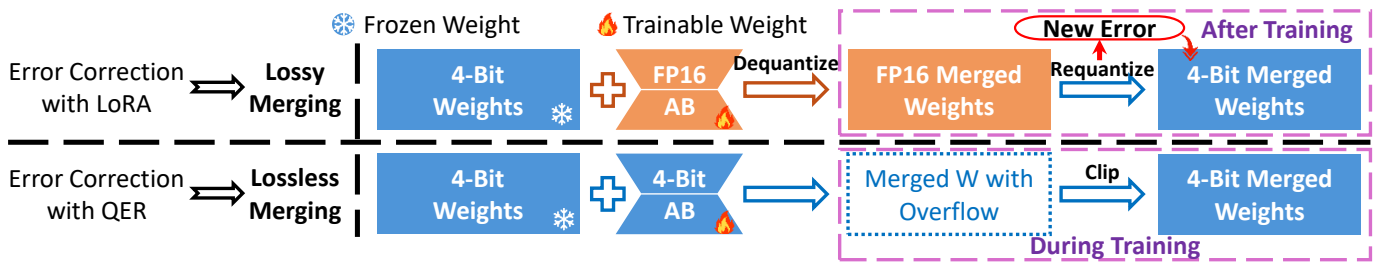 Frozen Weight
Trainable Weight
Error Correction
with LoRA
Lossy
Merging
4-Bit
Weights
FP16
AB
Dequantize
FP16 Merged
Weights
New Error
Requantize
After Training
4-Bit Merged
Weights
Error Correction
with QER
Lossless
Merging
4-Bit
Weights
4-Bit
AB
Merged W with
Overflow
Clip
4-Bit Merged
Weights
During Training